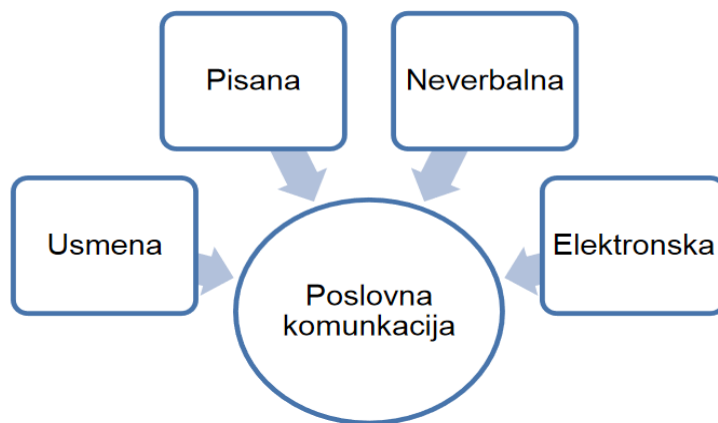 Pisana
Neverbalna
Usmena
Elektronska
Poslovna
komunkacija